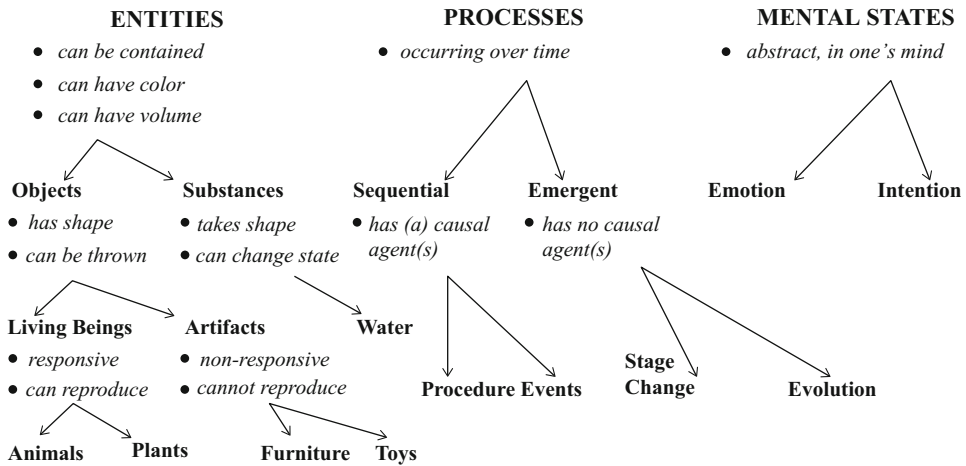 ENTITIES
• can be contained
• can have color
• can have volume
PROCESSES
• occurring over time
MENTAL STATES
• abstract, in one's mind
Objects
• has shape
• can be thrown
Substances
• takes shape
• can change state
Sequential
• has (a) causal
agent(s)
Emergent
• has no causal
agent(s)
Emotion
Intention
Living Beings
• responsive
• can reproduce
Artifacts
• non-responsive
• cannot reproduce
Water
Procedure
Events
Stage
Change
Evolution
Animals
Plants
Furniture
Toys